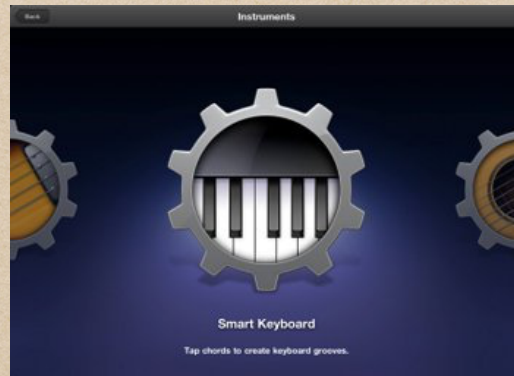 Back
Instruments
Smart Keyboard
Tap chords to create keyboard grooves.